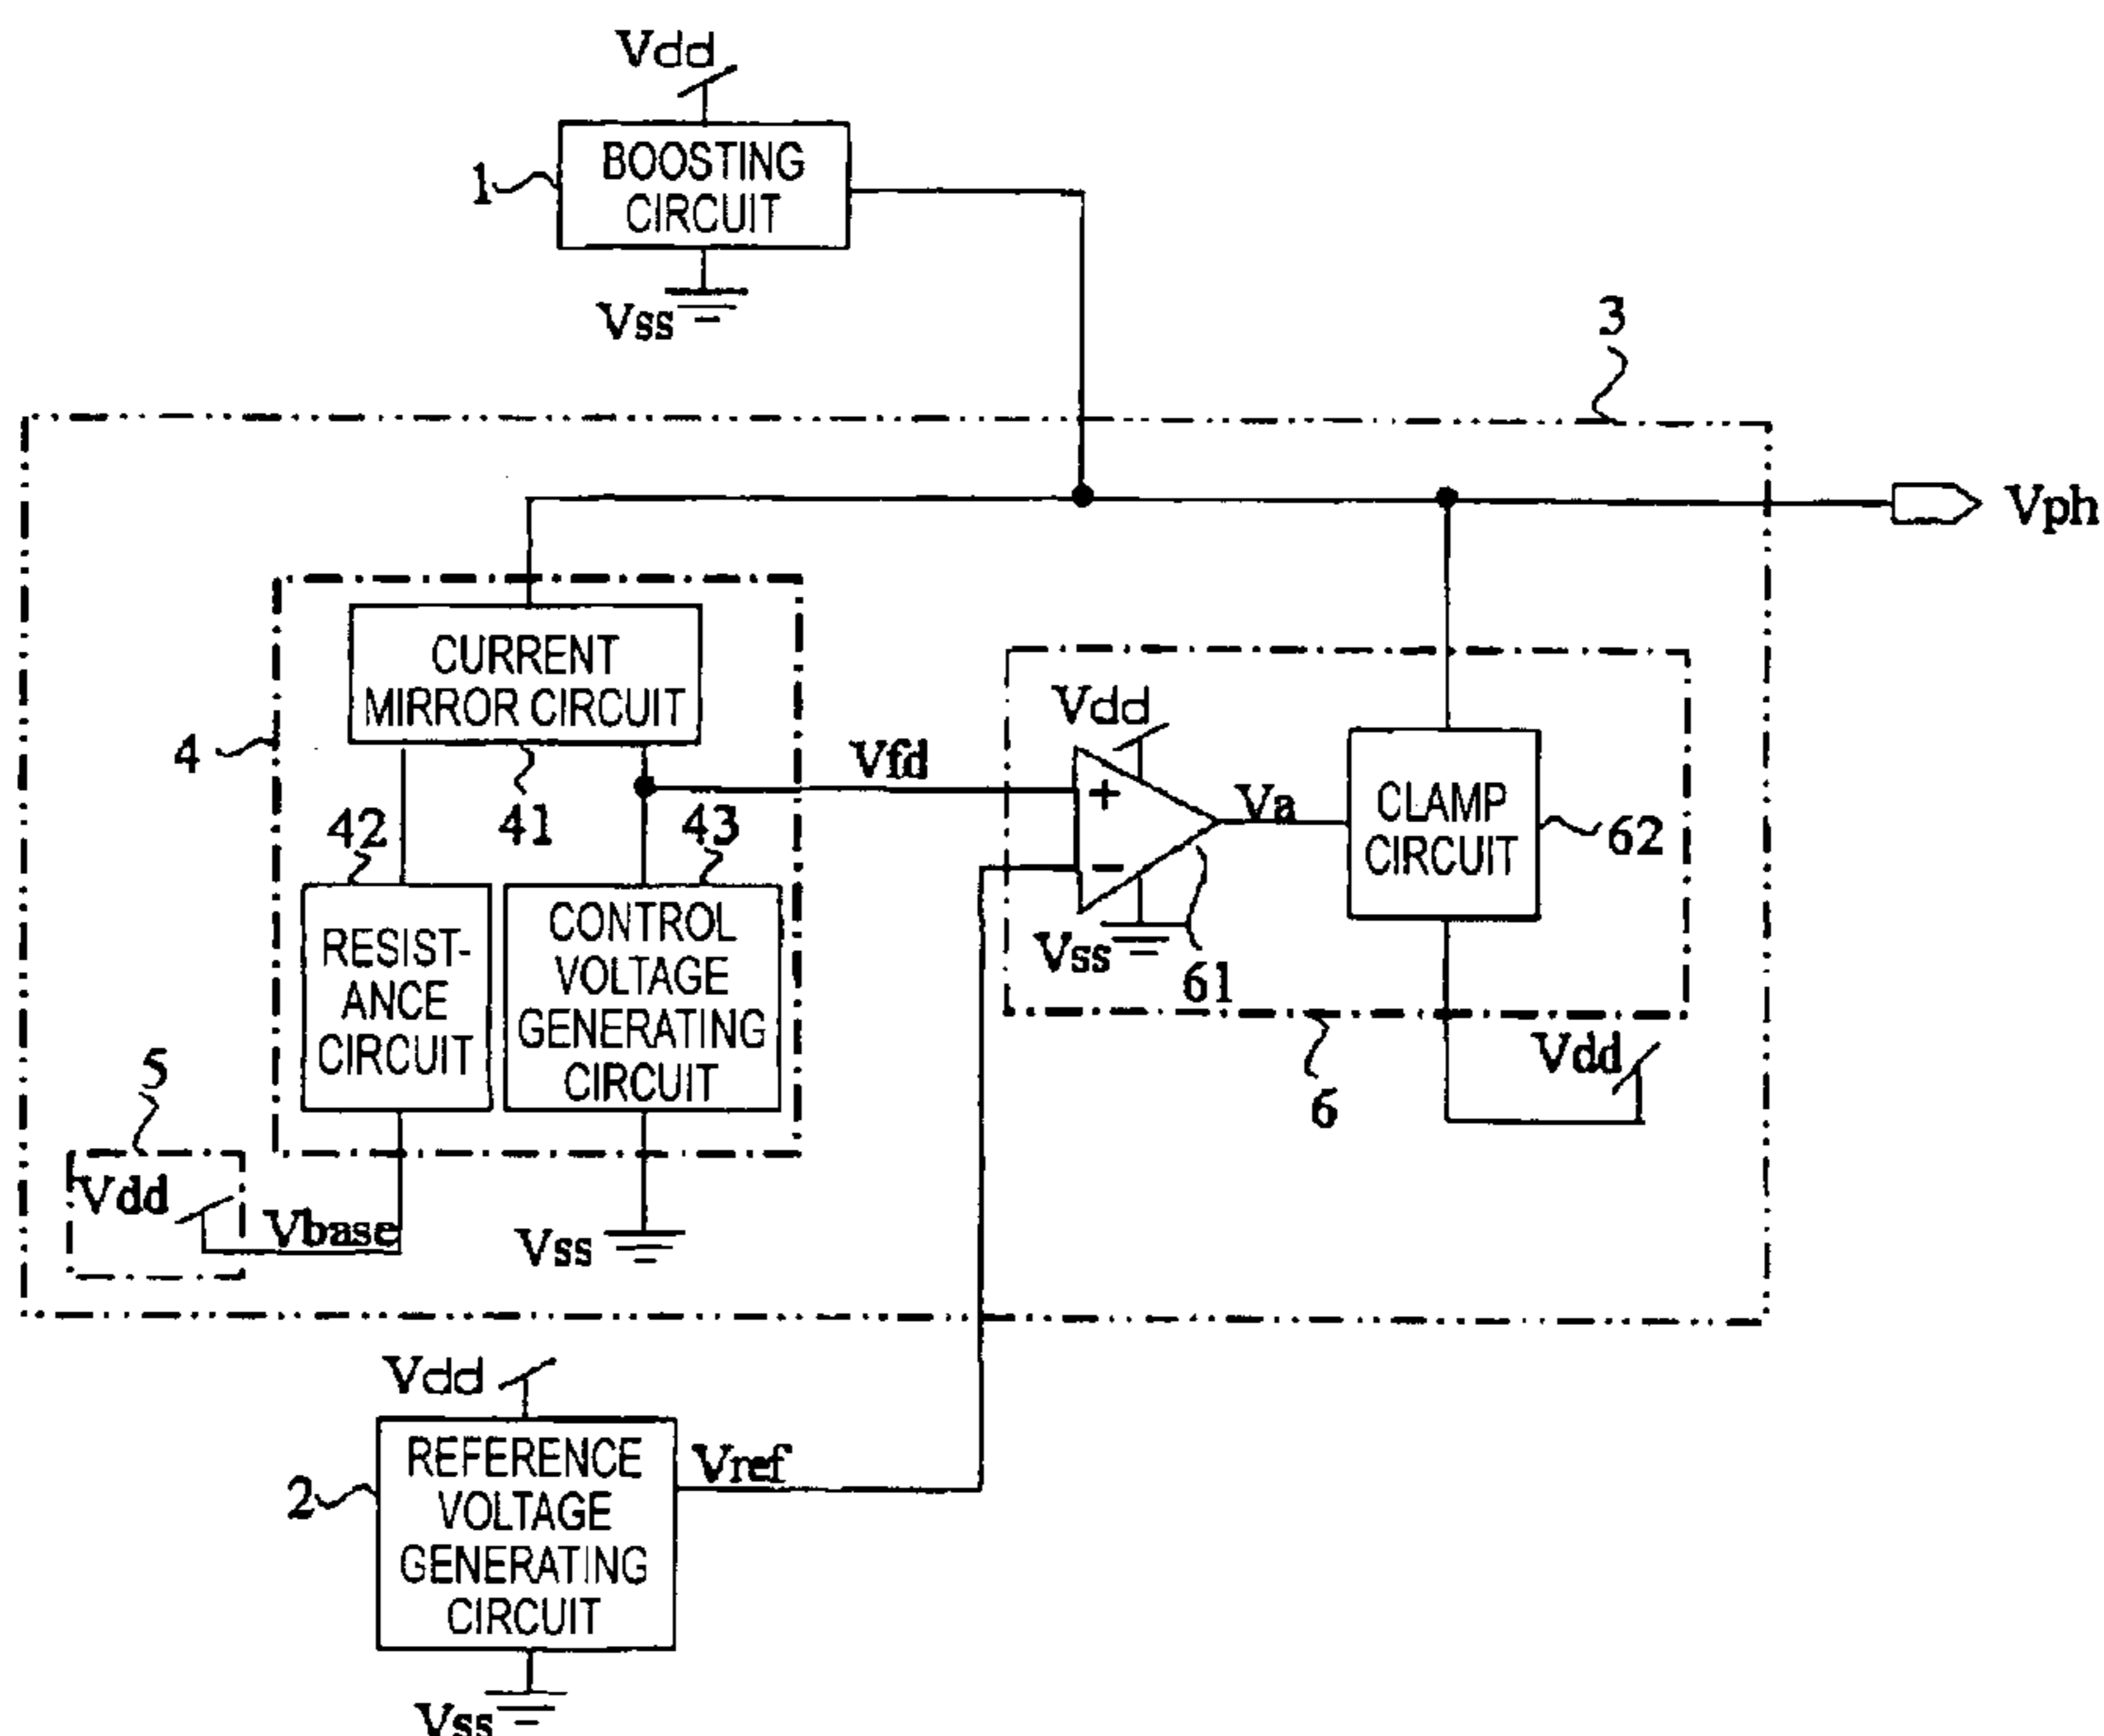 Vdd
1
BOOSTING
CIRCUIT
Vss
3
Vph
CURRENT
MIRROR CIRCUIT
4
42
41
43
Vfd
Vdd
+
−
Va
Vss
61
CLAMP
CIRCUIT
62
RESIST-
ANCE
CIRCUIT
CONTROL
VOLTAGE
GENERATING
CIRCUIT
Vdd
6
5
Vdd
Vbase
Vss
Vdd
2
REFERENCE
VOLTAGE
GENERATING
CIRCUIT
Vref
Vss